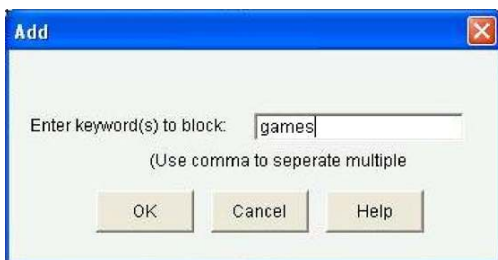 Add
Enter keyword(s) to block: games
(Use comma to seperate multiple
OK Cancel Help